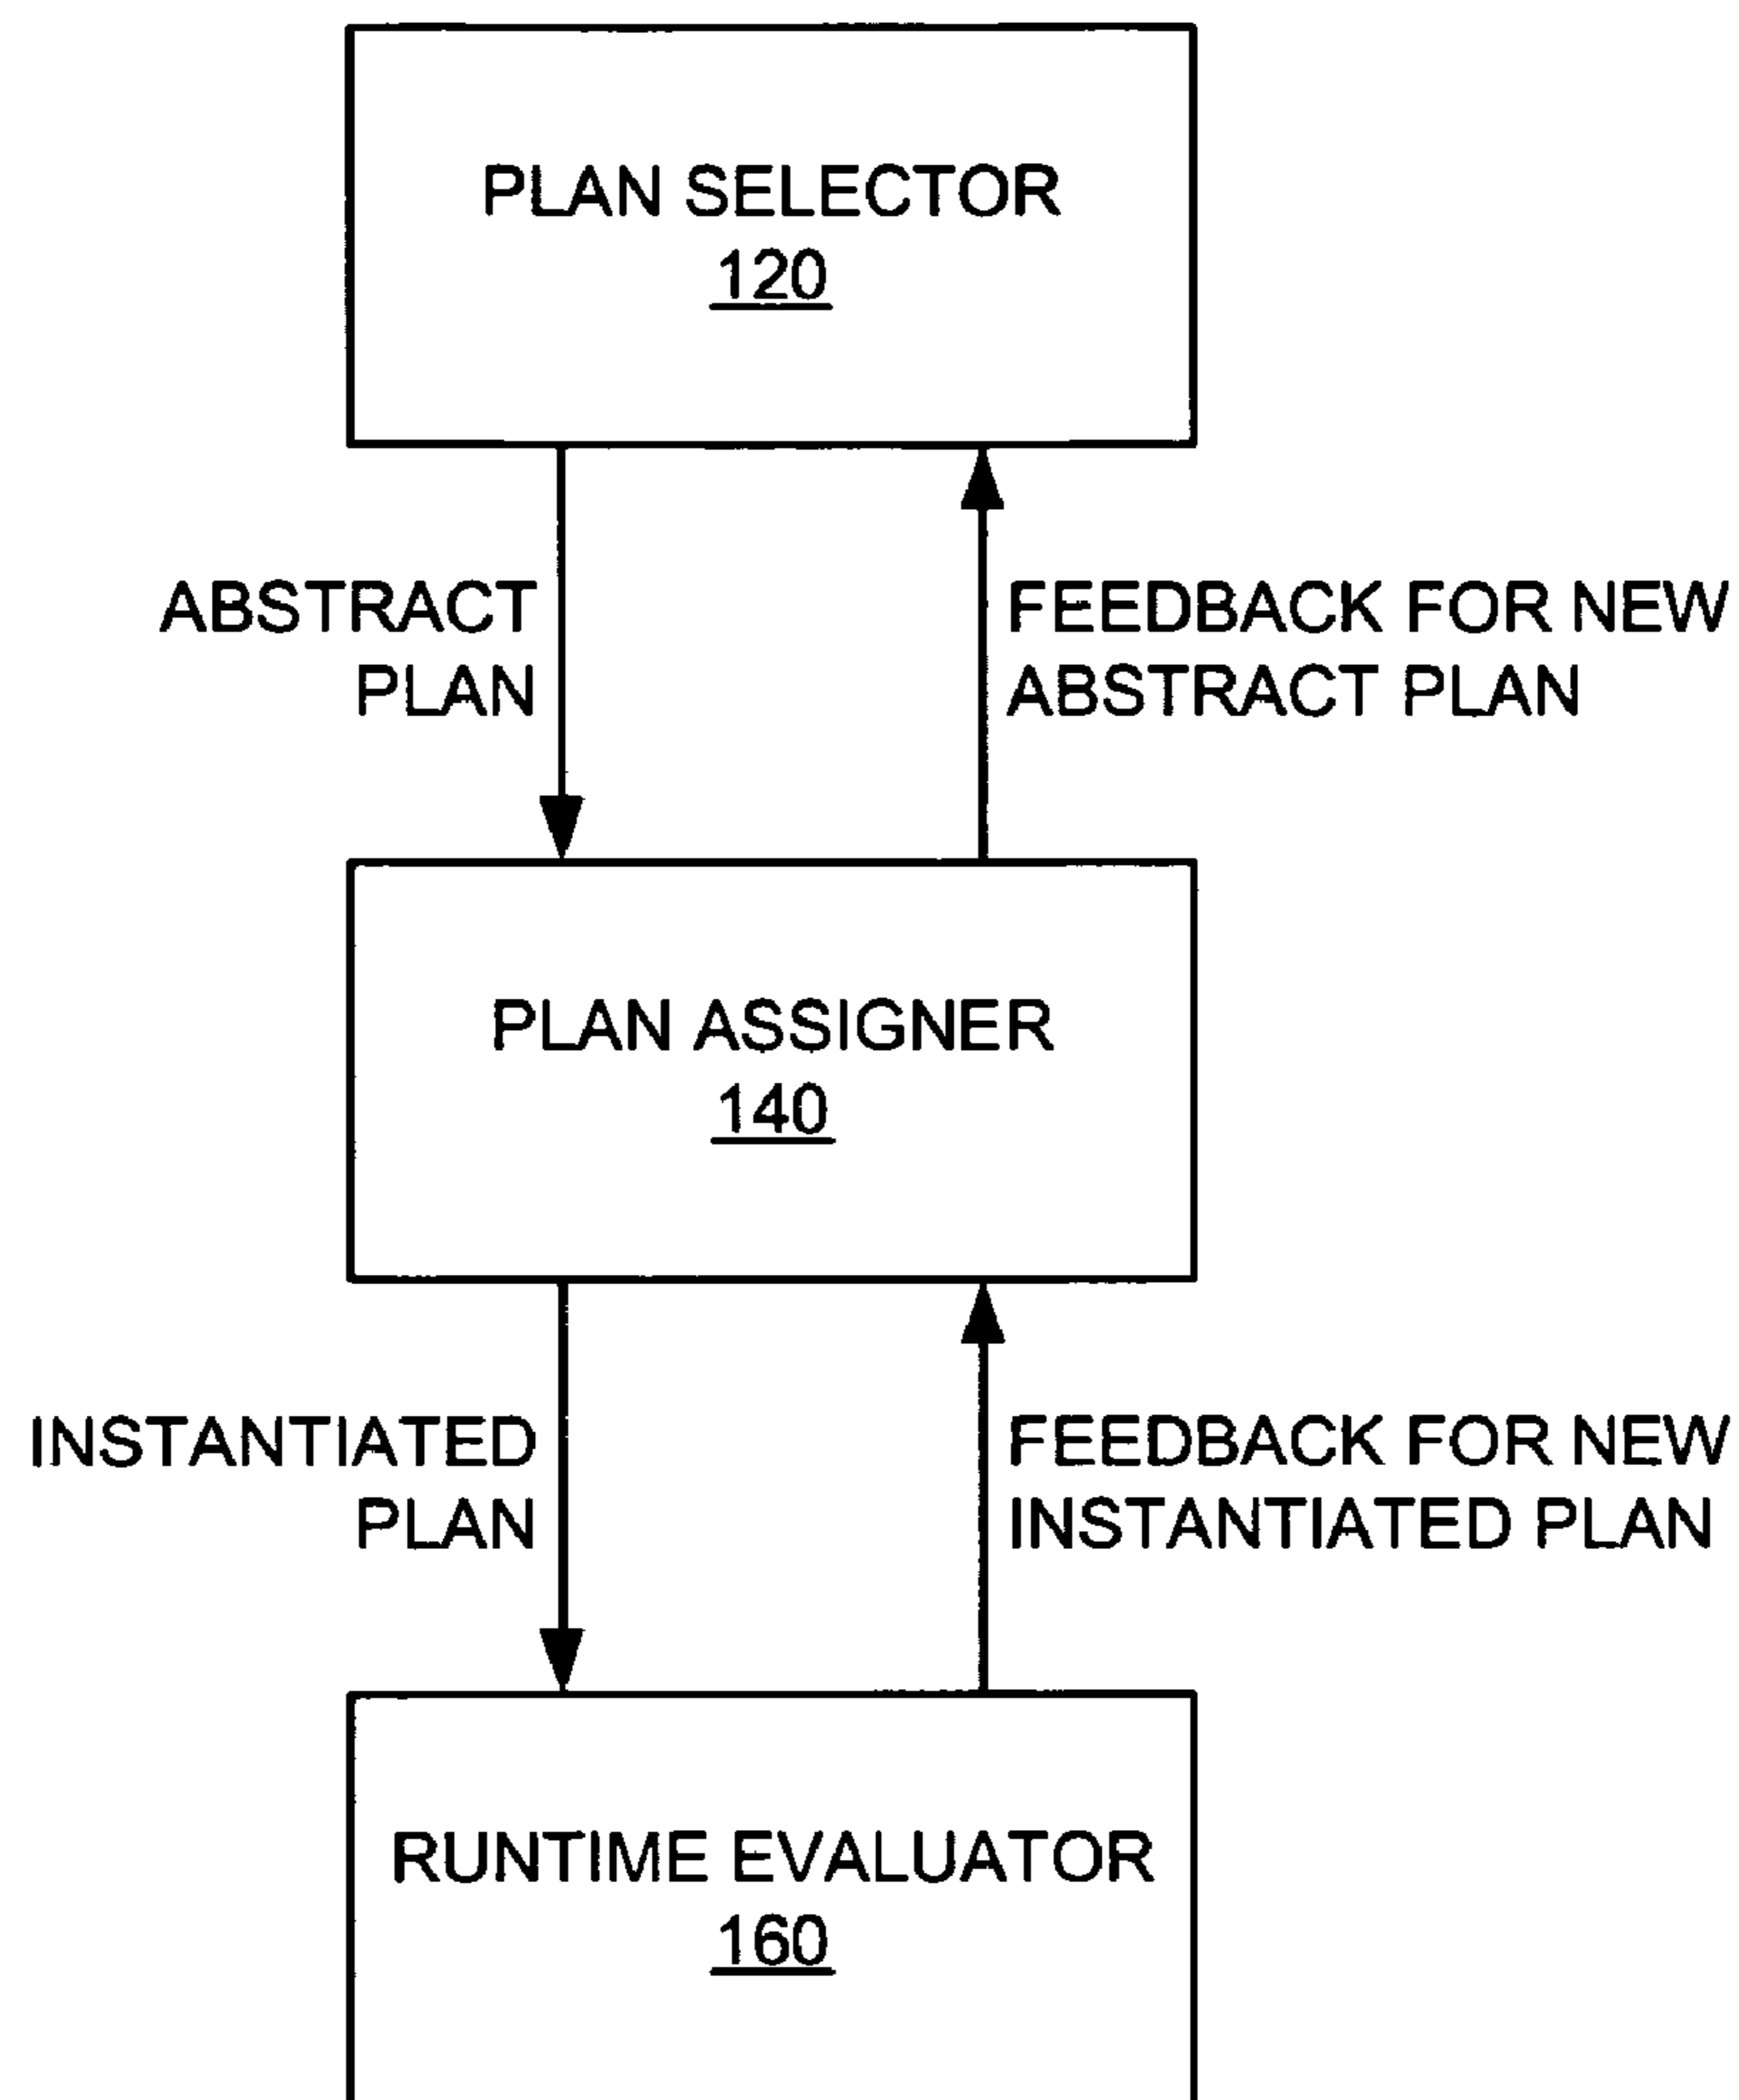 PLAN SELECTOR
120
ABSTRACT
PLAN
FEEDBACK FOR NEW
ABSTRACT PLAN
PLAN ASSIGNER
140
INSTANTIATED
PLAN
FEEDBACK FOR NEW
INSTANTIATED PLAN
RUNTIME EVALUATOR
160